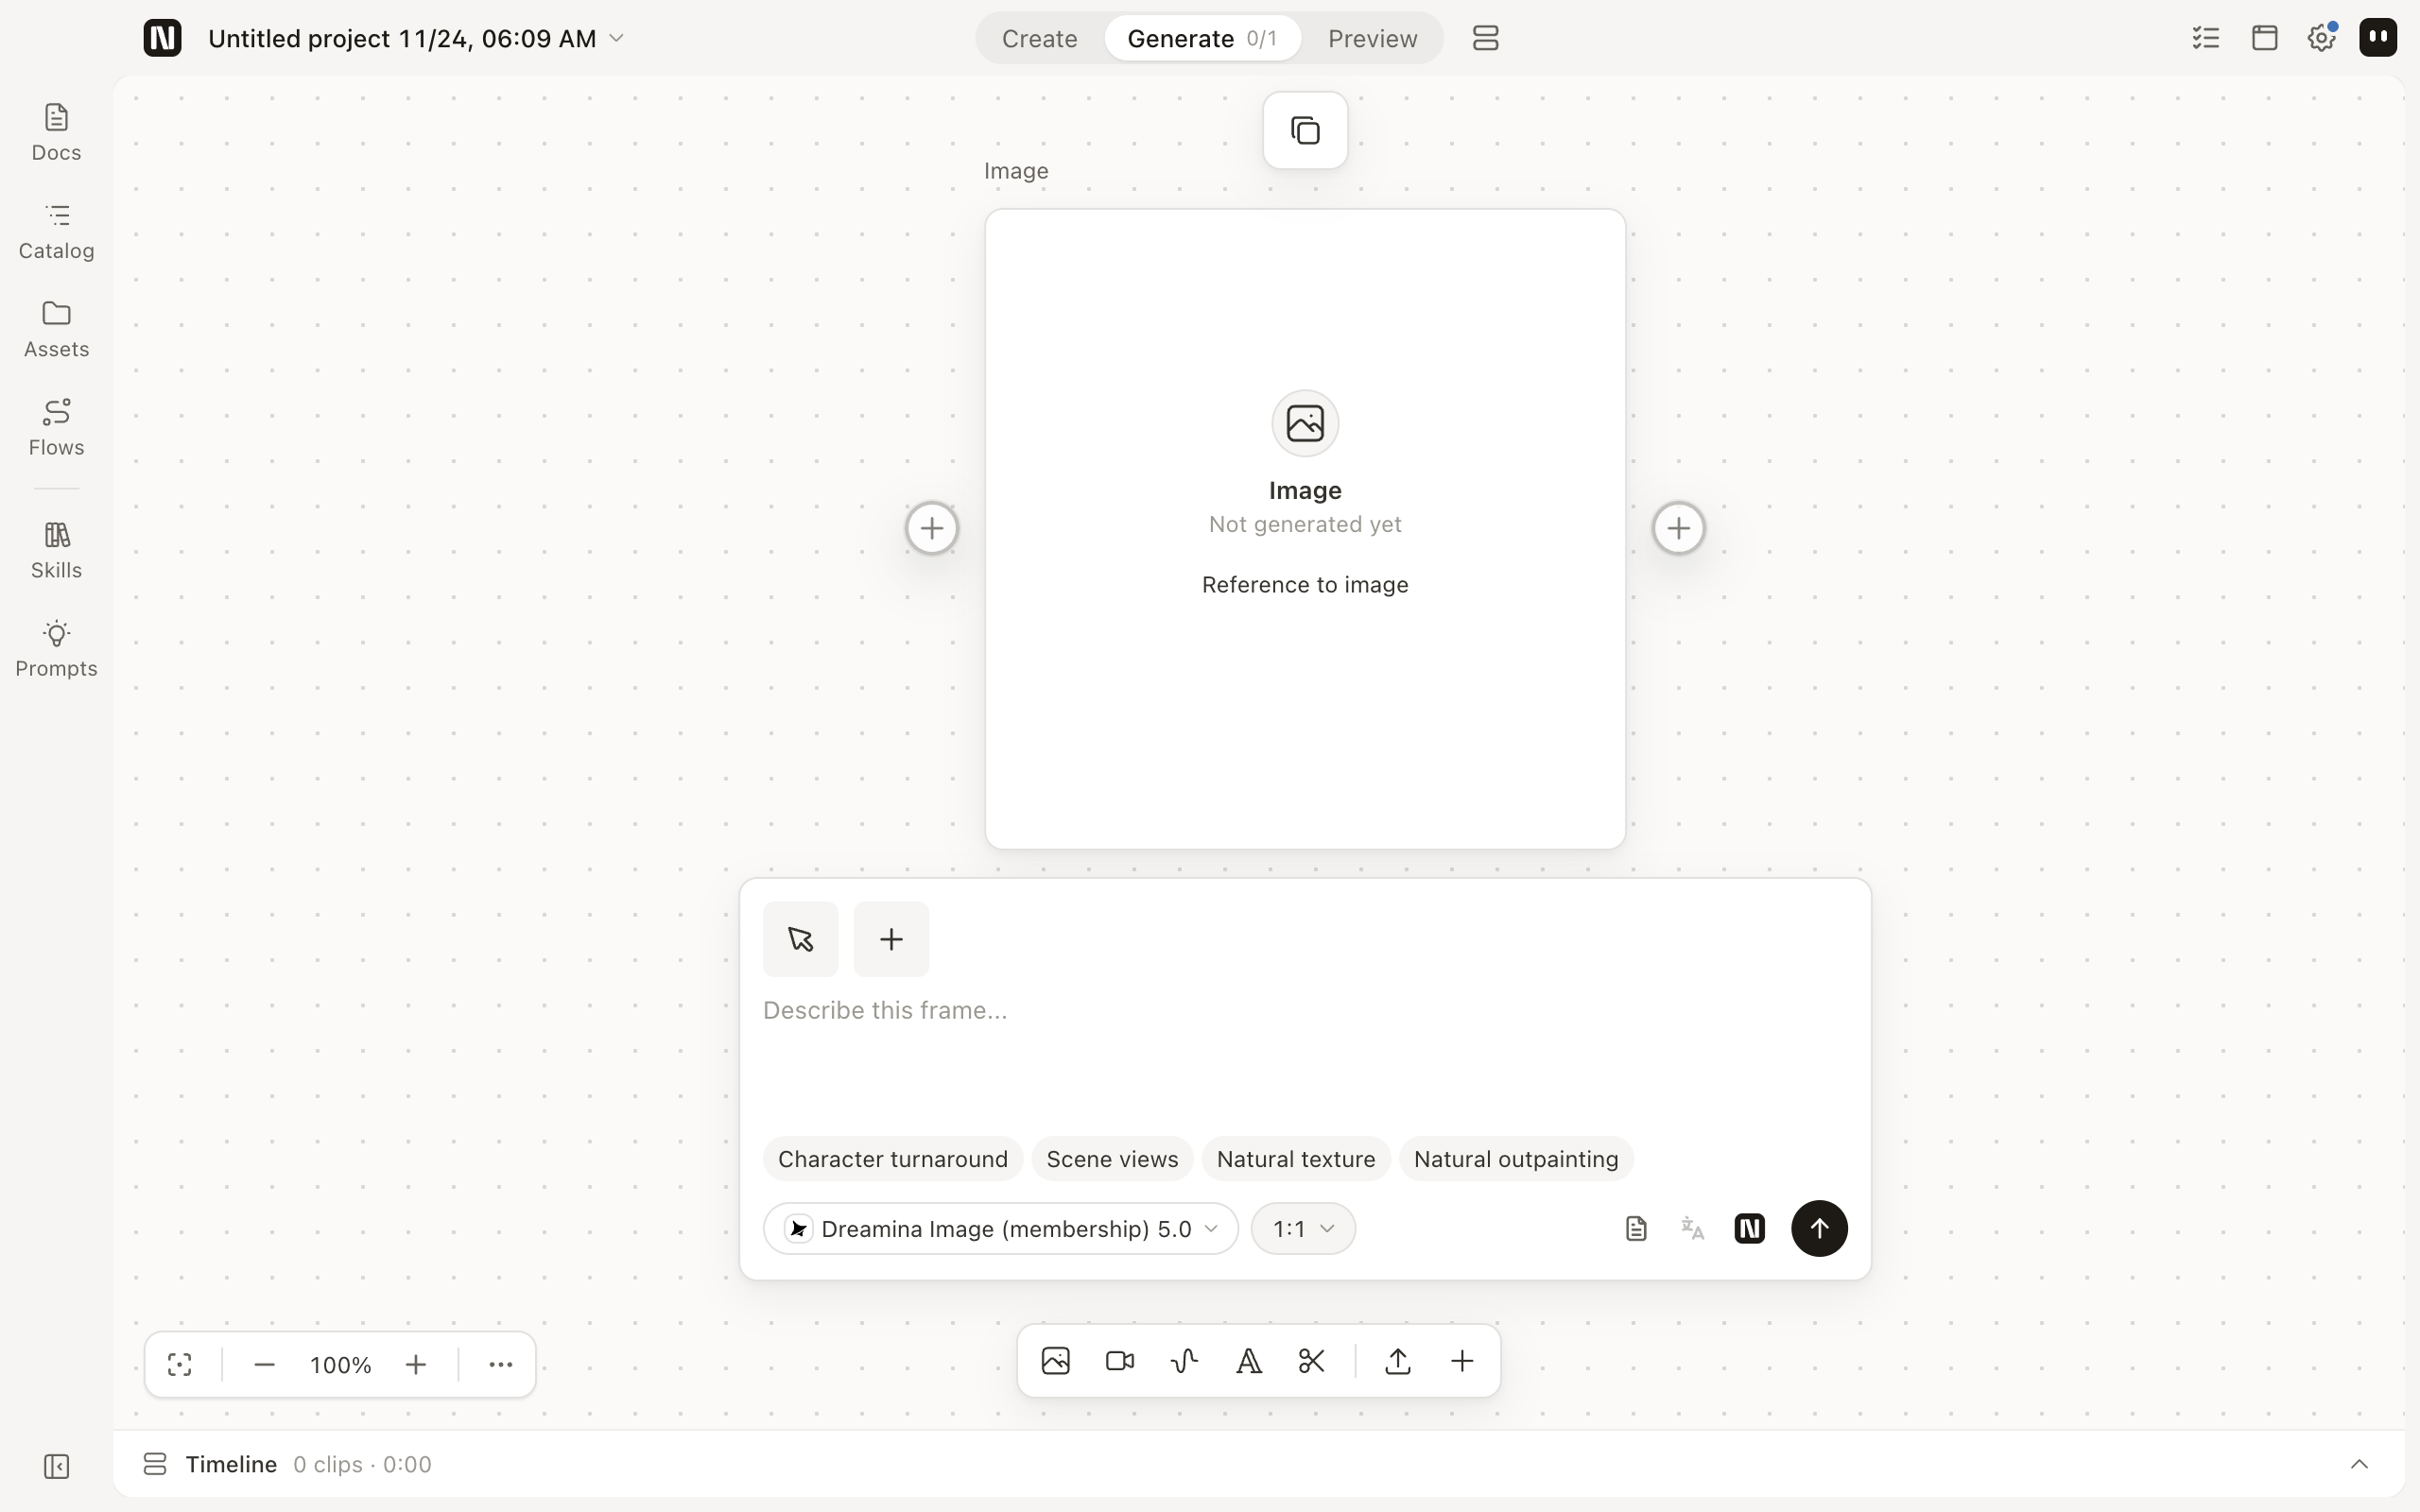 Untitled project 11/24, 06:09 AM
Create
Generate 0/1
Preview
Docs
Catalog
Assets
Flows
Skills
Prompts
Image
Image
Not generated yet
Reference to image
Describe this frame...
Character turnaround
Scene views
Natural texture
Natural outpainting
Dreamina Image (membership) 5.0
1:1
100%
Timeline 0 clips · 0:00